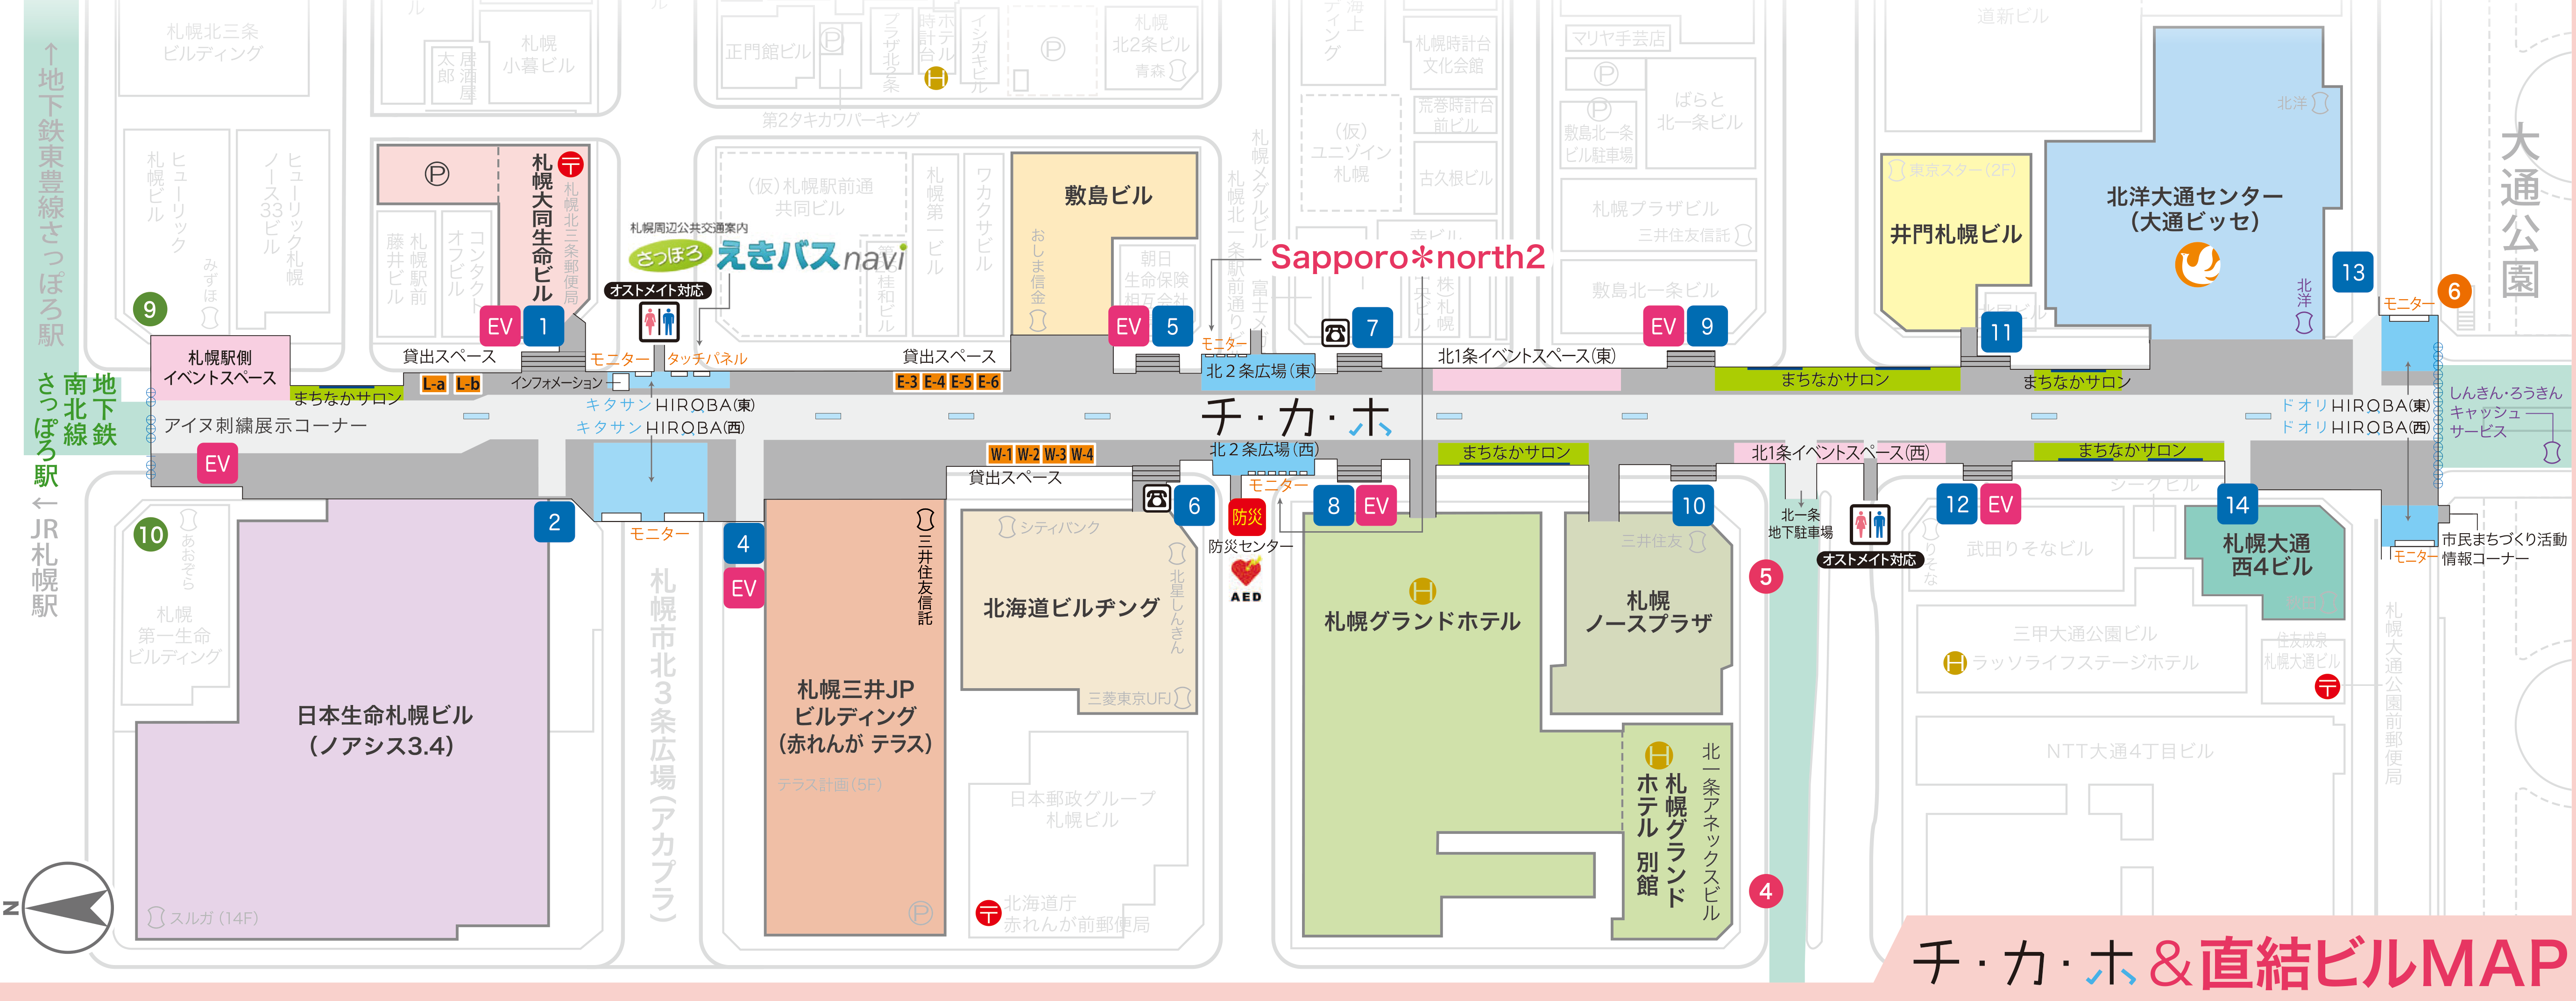 札幌北三条
ビルディング
居酒屋
太郎
札幌
小暮ビル
正門館ビル
P
プラザ北2条
ホテル
時計台
H
イシガキビル
P
札幌
北2条ビル
青森
第2タキカワパーキング
海上
ディング
札幌時計台
文化会館
マリヤ手芸店
P
P
敷島北一条
ビル駐車場
ばらと
北一条ビル
荒巻時計台
前ビル
道新ビル
北洋
大通公園
←地下鉄東豊線さっぽろ駅
ヒューリック
札幌ビル
ヒューリック札幌
ノース33ビル
みずほ
P
札幌大同生命ビル
〒
札幌北三条郵便局
札幌駅前
藤井ビル
コンタクト
オフビル
(仮)札幌駅前通
共同ビル
札幌第一ビル
ワカクサビル
敷島ビル
おしま信金
朝日
生命保険
相互会社
札幌メダルビル
札幌北一条駅前通り
(仮)
ユニゾイン
札幌
古久根ビル
札幌プラザビル
三井住友信託
敷島北一条ビル
東京スター(2F)
井門札幌ビル
北洋大通センター
(大通ビッセ)
北洋
札幌周辺公共交通案内
さっぽろ えきバスnavi
オストメイト対応
Sapporo＊north2
9
EV 1
EV 5
7
EV 9
11
13
モニター
6
札幌駅側
イベントスペース
まちなかサロン
貸出スペース
L-a L-b
インフォメーション
モニター
タッチパネル
貸出スペース
E-3 E-4 E-5 E-6
モニター
北2条広場(東)
北1条イベントスペース(東)
まちなかサロン
まちなかサロン
地下鉄
南北線
さっぽろ駅
←JR札幌駅
アイヌ刺繍展示コーナー
キタサンHIROBA(東)
キタサンHIROBA(西)
チ・カ・ホ
ドオリHIROBA(東)
ドオリHIROBA(西)
しんきん・ろうきん
キャッシュ
サービス
EV
W-1 W-2 W-3 W-4
貸出スペース
北2条広場(西)
モニター
まちなかサロン
北1条イベントスペース(西)
まちなかサロン
10
2
モニター
4
EV
6
防災
防災センター
AED
8 EV
10
北一条
地下駐車場
オストメイト対応
12 EV
14
モニター
市民まちづくり活動
情報コーナー
あおぞら
札幌
第一生命
ビルディング
日本生命札幌ビル
(ノアシス3.4)
スルガ(14F)
札幌市北3条広場(アカプラ)
三井住友信託
札幌三井JP
ビルディング
(赤れんが テラス)
テラス計画(5F)
P
シティバンク
北海道ビルヂング
北星しんきん
三菱東京UFJ
日本郵政グループ
札幌ビル
〒
北海道庁
赤れんが前郵便局
H
札幌グランドホテル
三井住友
札幌
ノースプラザ
H
札幌グランド
ホテル 別館
北一条アネックスビル
5
4
りそな
武田りそなビル
シーグビル
札幌大通
西4ビル
三甲大通公園ビル
H ラッソライフステージホテル
住友成泉
札幌大通ビル
〒
札幌大通公園前郵便局
NTT大通4丁目ビル
N
チ・カ・ホ&直結ビルMAP